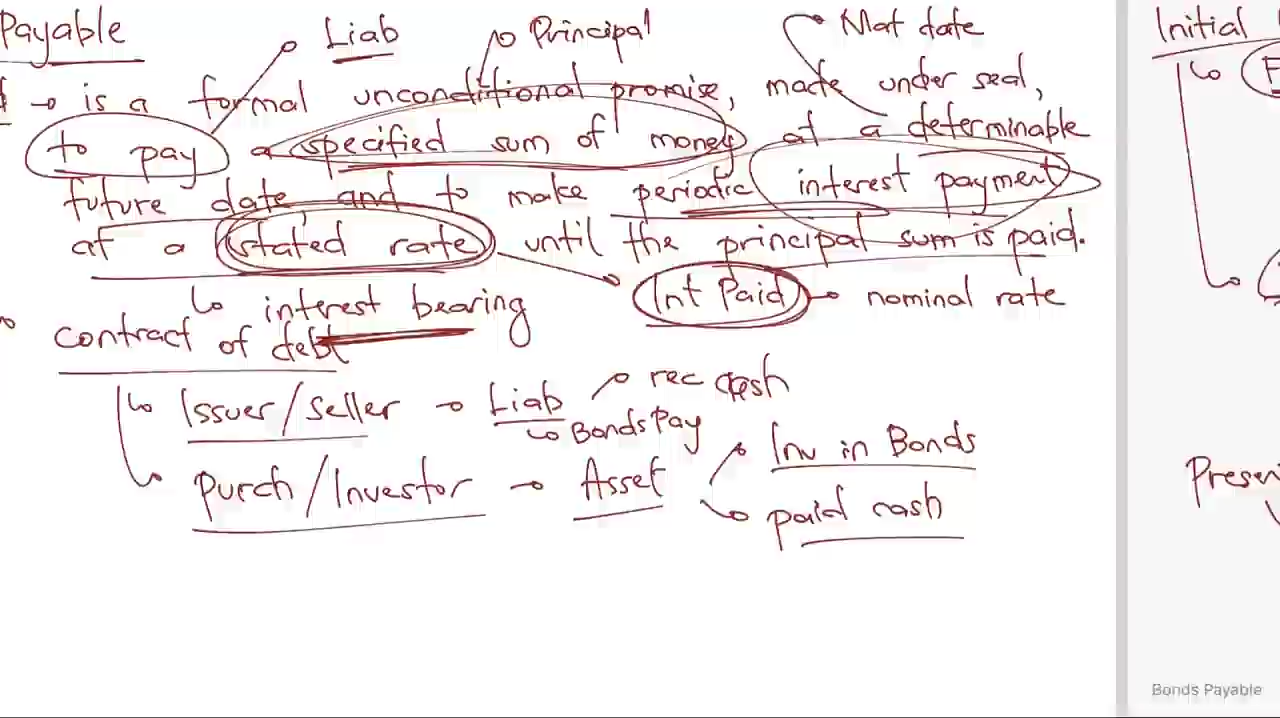 Payable
Liab
Principal
Mat date
is a formal unconditional promise, made under seal,
to pay a specified sum of money at a determinable
future date, and to make periodic interest payment
at a stated rate until the principal sum is paid.
interest bearing
Int Paid → nominal rate
contract of debt
Issuer/seller → Liab
rec cash
Bonds Pay
Purch/Investor → Asset
Inv in Bonds
paid cash
Initial
Bonds Payable